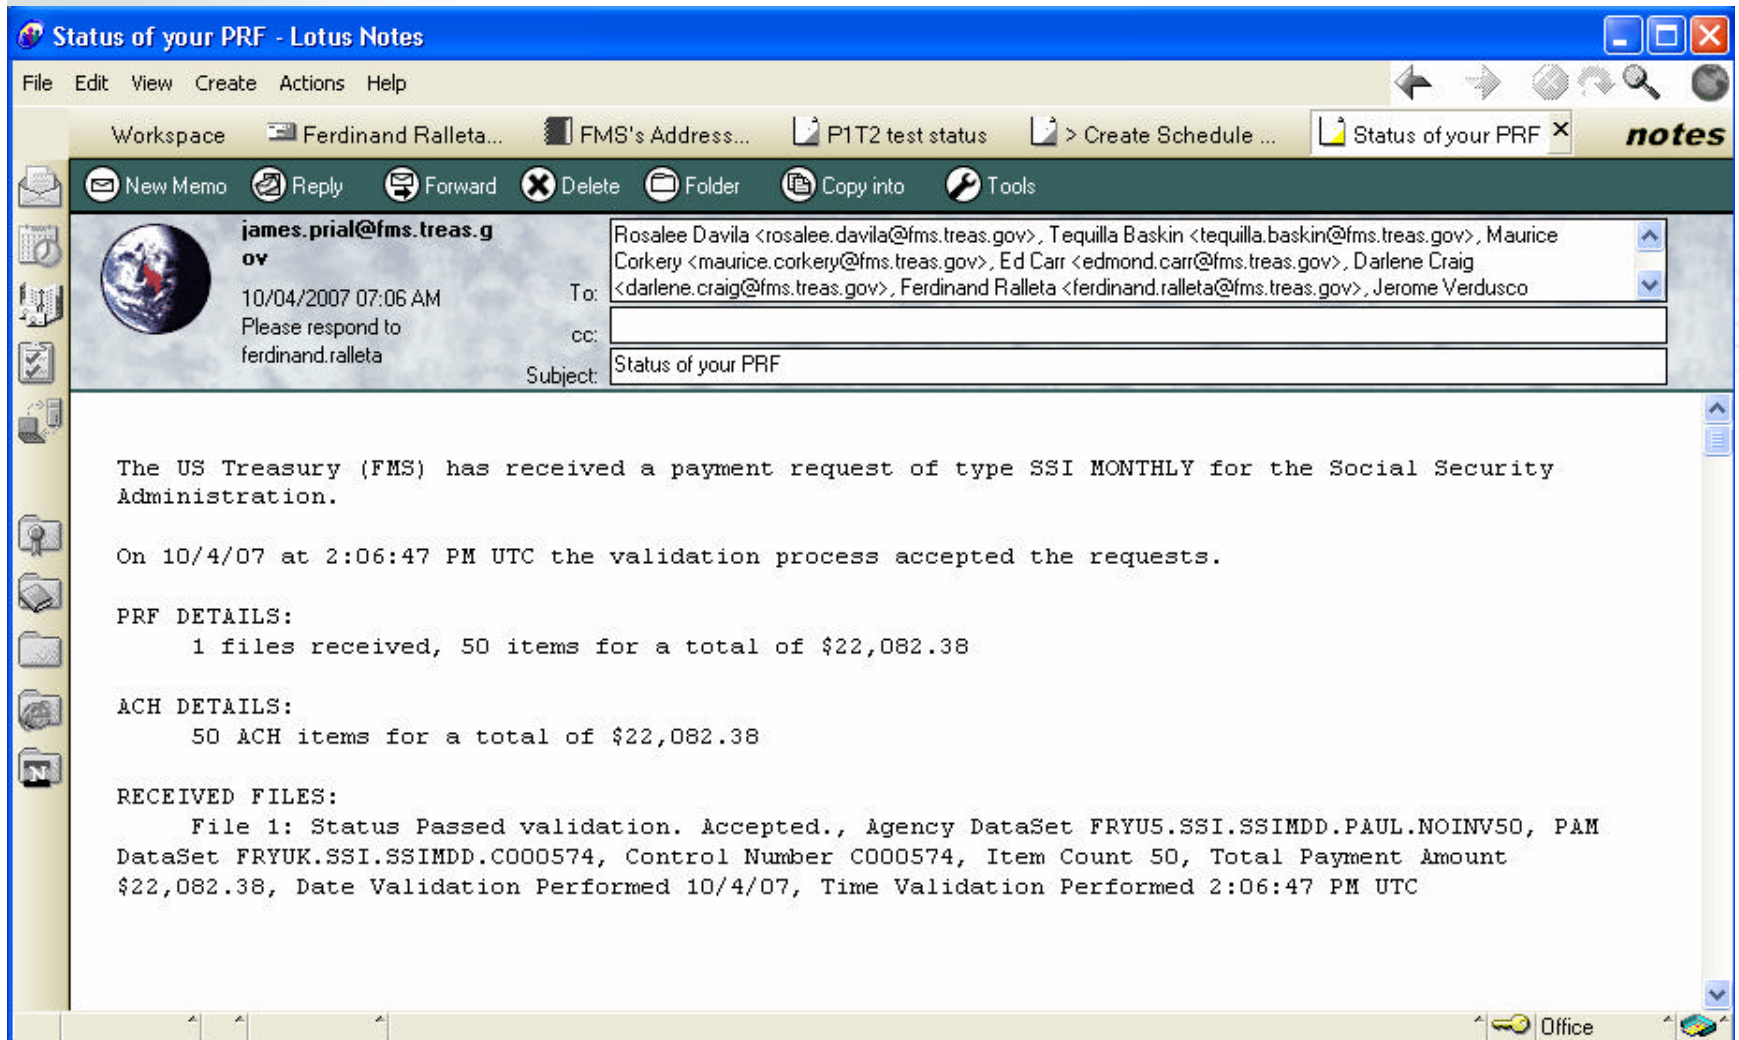 Status of your PRF - Lotus Notes
File Edit View Create Actions Help
Workspace Ferdinand Ralleta... FMS's Address... P1T2 test status > Create Schedule ... Status of your PRF notes
New Memo Reply Forward Delete Folder Copy into Tools
james.prial@fms.treas.g
ov
10/04/2007 07:06 AM
Please respond to
ferdinand.ralleta
To:
Rosalee Davila <rosalee.davila@fms.treas.gov>, Tequilla Baskin <tequilla.baskin@fms.treas.gov>, Maurice
Corkery <maurice.corkery@fms.treas.gov>, Ed Carr <edmond.carr@fms.treas.gov>, Darlene Craig
<darlene.craig@fms.treas.gov>, Ferdinand Ralleta <ferdinand.ralleta@fms.treas.gov>, Jerome Verdusco
cc:
Subject: Status of your PRF
The US Treasury (FMS) has received a payment request of type SSI MONTHLY for the Social Security
Administration.
On 10/4/07 at 2:06:47 PM UTC the validation process accepted the requests.
PRF DETAILS:
1 files received, 50 items for a total of $22,082.38
ACH DETAILS:
50 ACH items for a total of $22,082.38
RECEIVED FILES:
File 1: Status Passed validation. Accepted., Agency DataSet FRYU5.SSI.SSIMDD.PAUL.NOINV50, PAM
DataSet FRYUK.SSI.SSIMDD.C000574, Control Number C000574, Item Count 50, Total Payment Amount
$22,082.38, Date Validation Performed 10/4/07, Time Validation Performed 2:06:47 PM UTC
Office